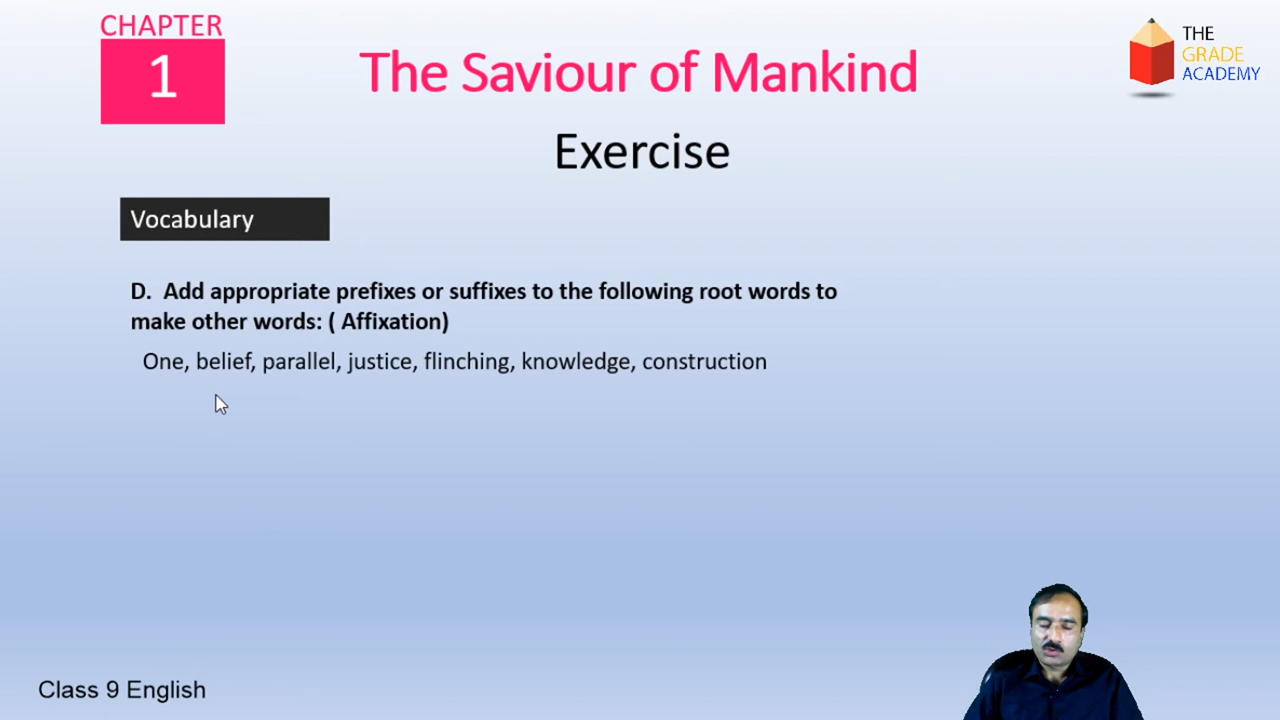 CHAPTER
1
The Saviour of Mankind
THE
GRADE
ACADEMY
Exercise
Vocabulary
D. Add appropriate prefixes or suffixes to the following root words to
make other words: ( Affixation)
One, belief, parallel, justice, flinching, knowledge, construction
Class 9 English